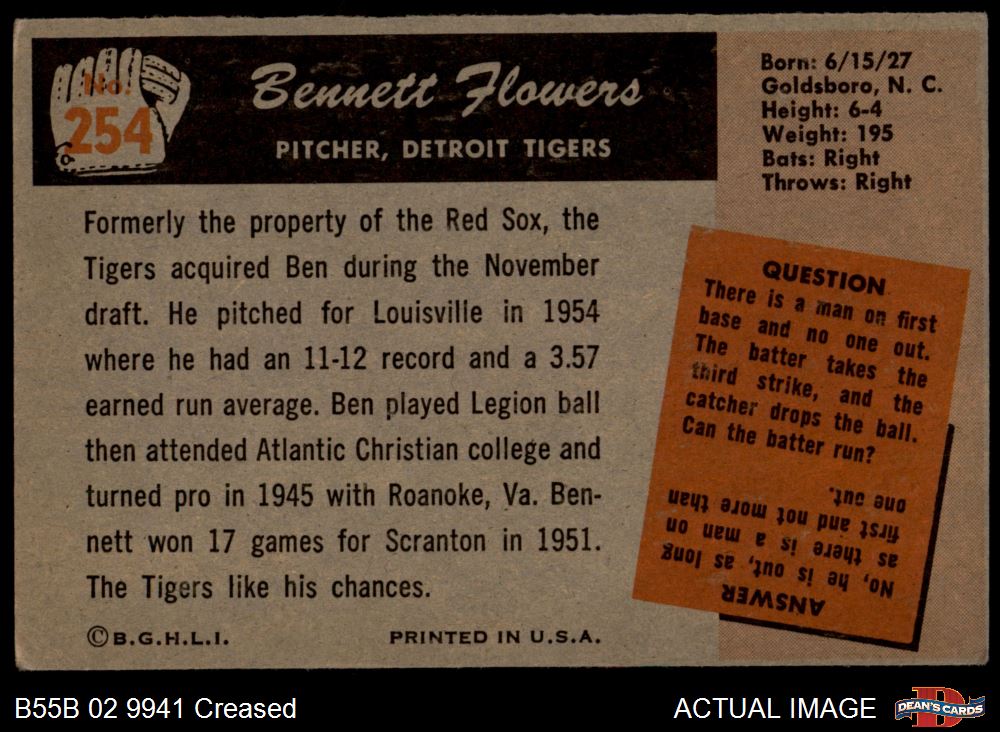 No.
254
Bennett Flowers
PITCHER, DETROIT TIGERS
Born: 6/15/27
Goldsboro, N. C.
Height: 6-4
Weight: 195
Bats: Right
Throws: Right
Formerly the property of the Red Sox, the
Tigers acquired Ben during the November
draft. He pitched for Louisville in 1954
where he had an 11-12 record and a 3.57
earned run average. Ben played Legion ball
then attended Atlantic Christian college and
turned pro in 1945 with Roanoke, Va. Ben-
nett won 17 games for Scranton in 1951.
The Tigers like his chances.
©B.G.H.L.I.
PRINTED IN U.S.A.
QUESTION
There is a man on first
base and no one out.
The batter takes the
third strike, and the
catcher drops the ball.
Can the batter run?
ANSWER
No, he is out, as long
as there is a man on
first and not more than
one out.
B55B 02 9941 Creased
ACTUAL IMAGE
D
DEAN'S CARDS